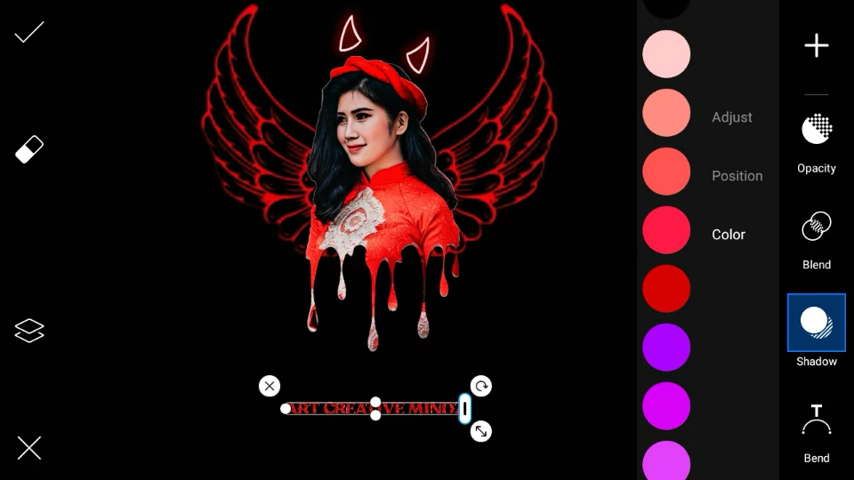 Adjust
Opacity
Position
Color
Blend
Shadow
ART CREATIVE MIND
T
Bend